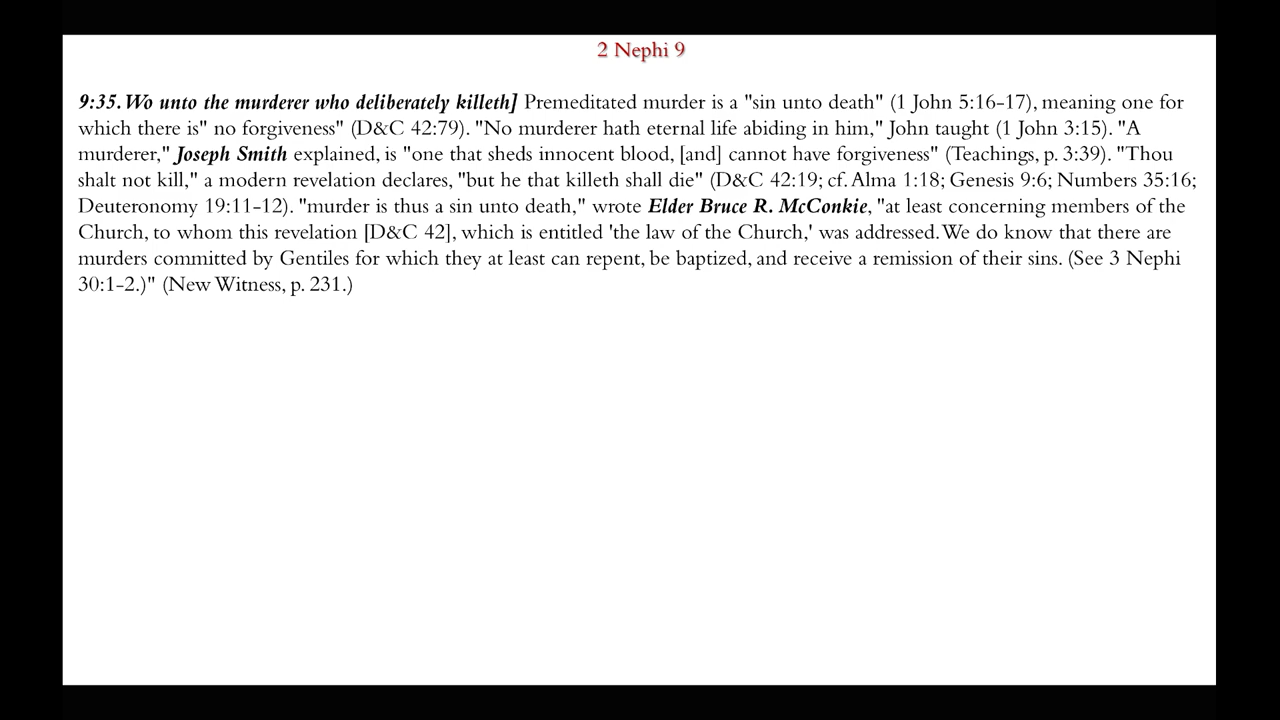 2 Nephi 9
9:35. Wo unto the murderer who deliberately killeth] Premeditated murder is a "sin unto death" (1 John 5:16-17), meaning one for
which there is" no forgiveness" (D&C 42:79). "No murderer hath eternal life abiding in him," John taught (1 John 3:15). "A
murderer," Joseph Smith explained, is "one that sheds innocent blood, [and] cannot have forgiveness" (Teachings, p. 3:39). "Thou
shalt not kill," a modern revelation declares, "but he that killeth shall die" (D&C 42:19; cf. Alma 1:18; Genesis 9:6; Numbers 35:16;
Deuteronomy 19:11-12). "murder is thus a sin unto death," wrote Elder Bruce R. McConkie, "at least concerning members of the
Church, to whom this revelation [D&C 42], which is entitled 'the law of the Church,' was addressed. We do know that there are
murders committed by Gentiles for which they at least can repent, be baptized, and receive a remission of their sins. (See 3 Nephi
30:1-2.)" (New Witness, p. 231.)